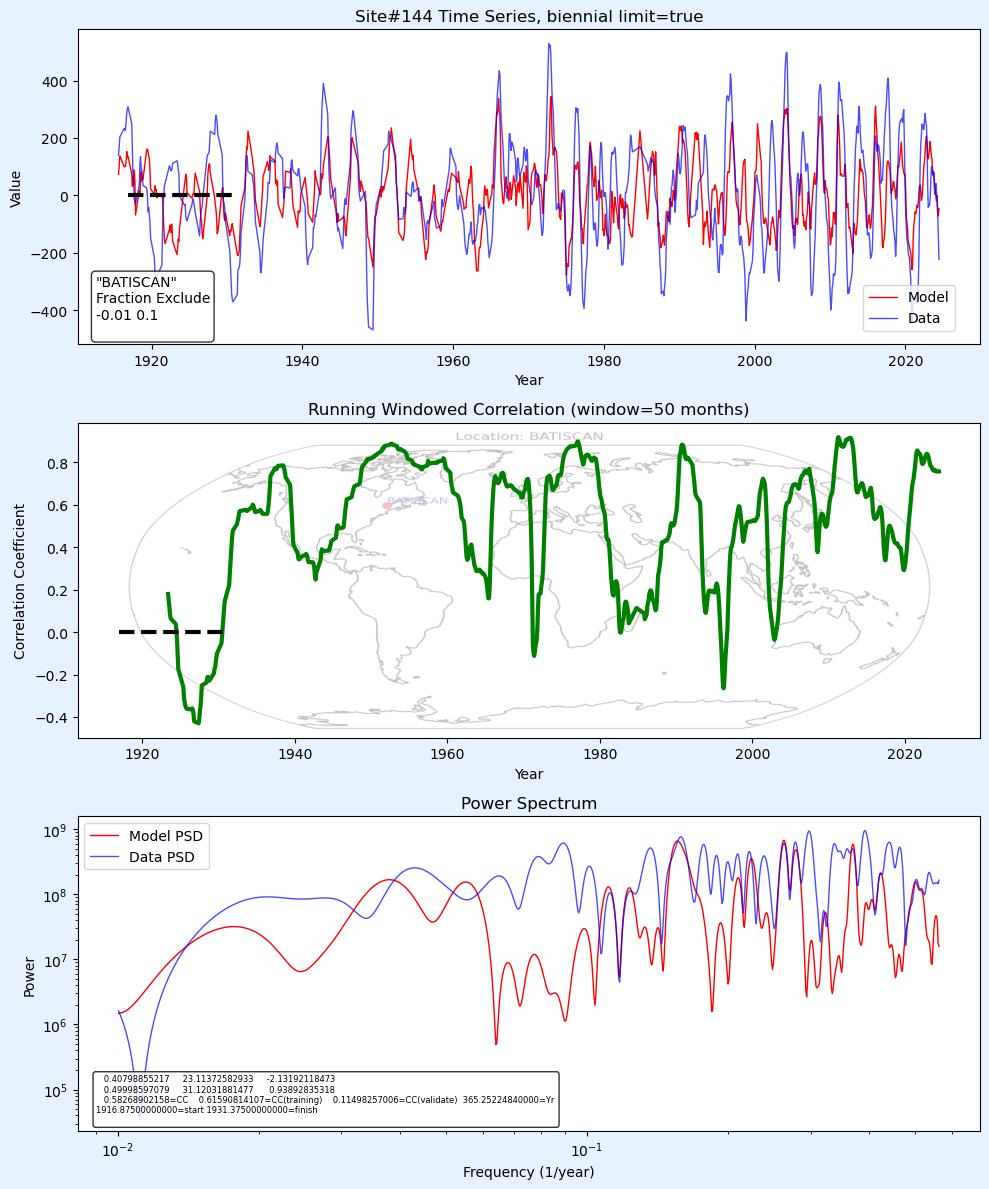 Site#144 Time Series, biennial limit=true
400
200
0
−200
−400
Value
"BATISCAN"
Fraction Exclude
-0.01 0.1
Model
Data
1920
1940
1960
1980
2000
2020
Year
Running Windowed Correlation (window=50 months)
Location: BATISCAN
BATISCAN
0.8
0.6
0.4
0.2
0.0
−0.2
−0.4
Correlation Coefficient
1920
1940
1960
1980
2000
2020
Year
Power Spectrum
Model PSD
Data PSD
10⁹
10⁸
10⁷
10⁶
10⁵
Power
0.40798855217 23.11372582933 -2.13192118473
0.49998597079 31.12031881477 0.93892835318
0.58268902158=CC 0.61590814107=CC(training) 0.11498257006=CC(validate) 365.25224840000=Yr
1916.87500000000=start 1931.37500000000=finish
10⁻²
10⁻¹
Frequency (1/year)